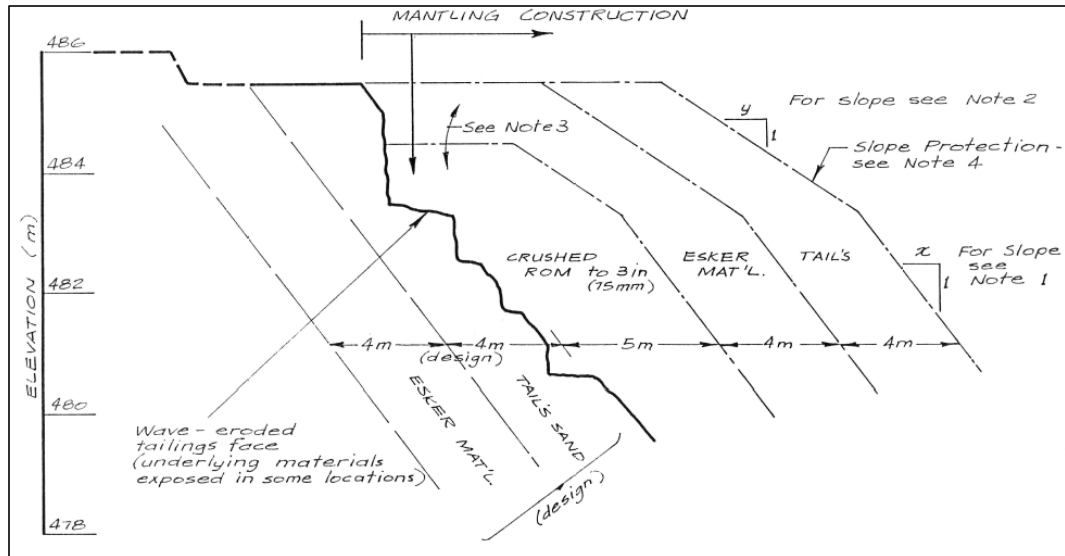 MANTLING CONSTRUCTION
486
For slope see Note 2
y
1
See Note 3
Slope Protection -
see Note 4
484
ELEVATION (m)
CRUSHED
ROM to 3in
(75mm)
ESKER
MAT'L.
TAIL'S
x
1
For Slope
see
Note 1
482
4m
4m
5m
4m
4m
(design)
480
ESKER MAT'L.
TAIL'S SAND
(design)
Wave - eroded
tailings face
(underlying materials
exposed in some locations)
478